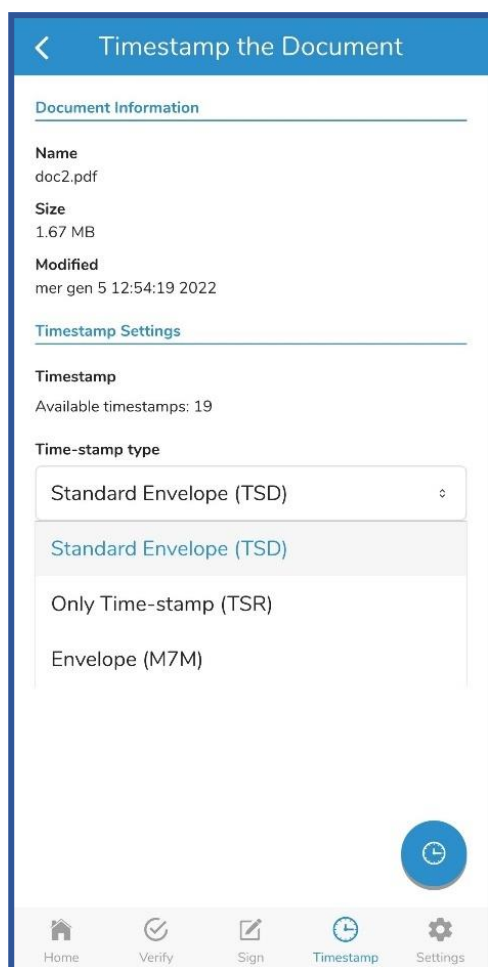 Timestamp the Document
Document Information
Name
doc2.pdf
Size
1.67 MB
Modified
mer gen 5 12:54:19 2022
Timestamp Settings
Timestamp
Available timestamps: 19
Time-stamp type
Standard Envelope (TSD)
Standard Envelope (TSD)
Only Time-stamp (TSR)
Envelope (M7M)
Home Verify Sign Timestamp Settings